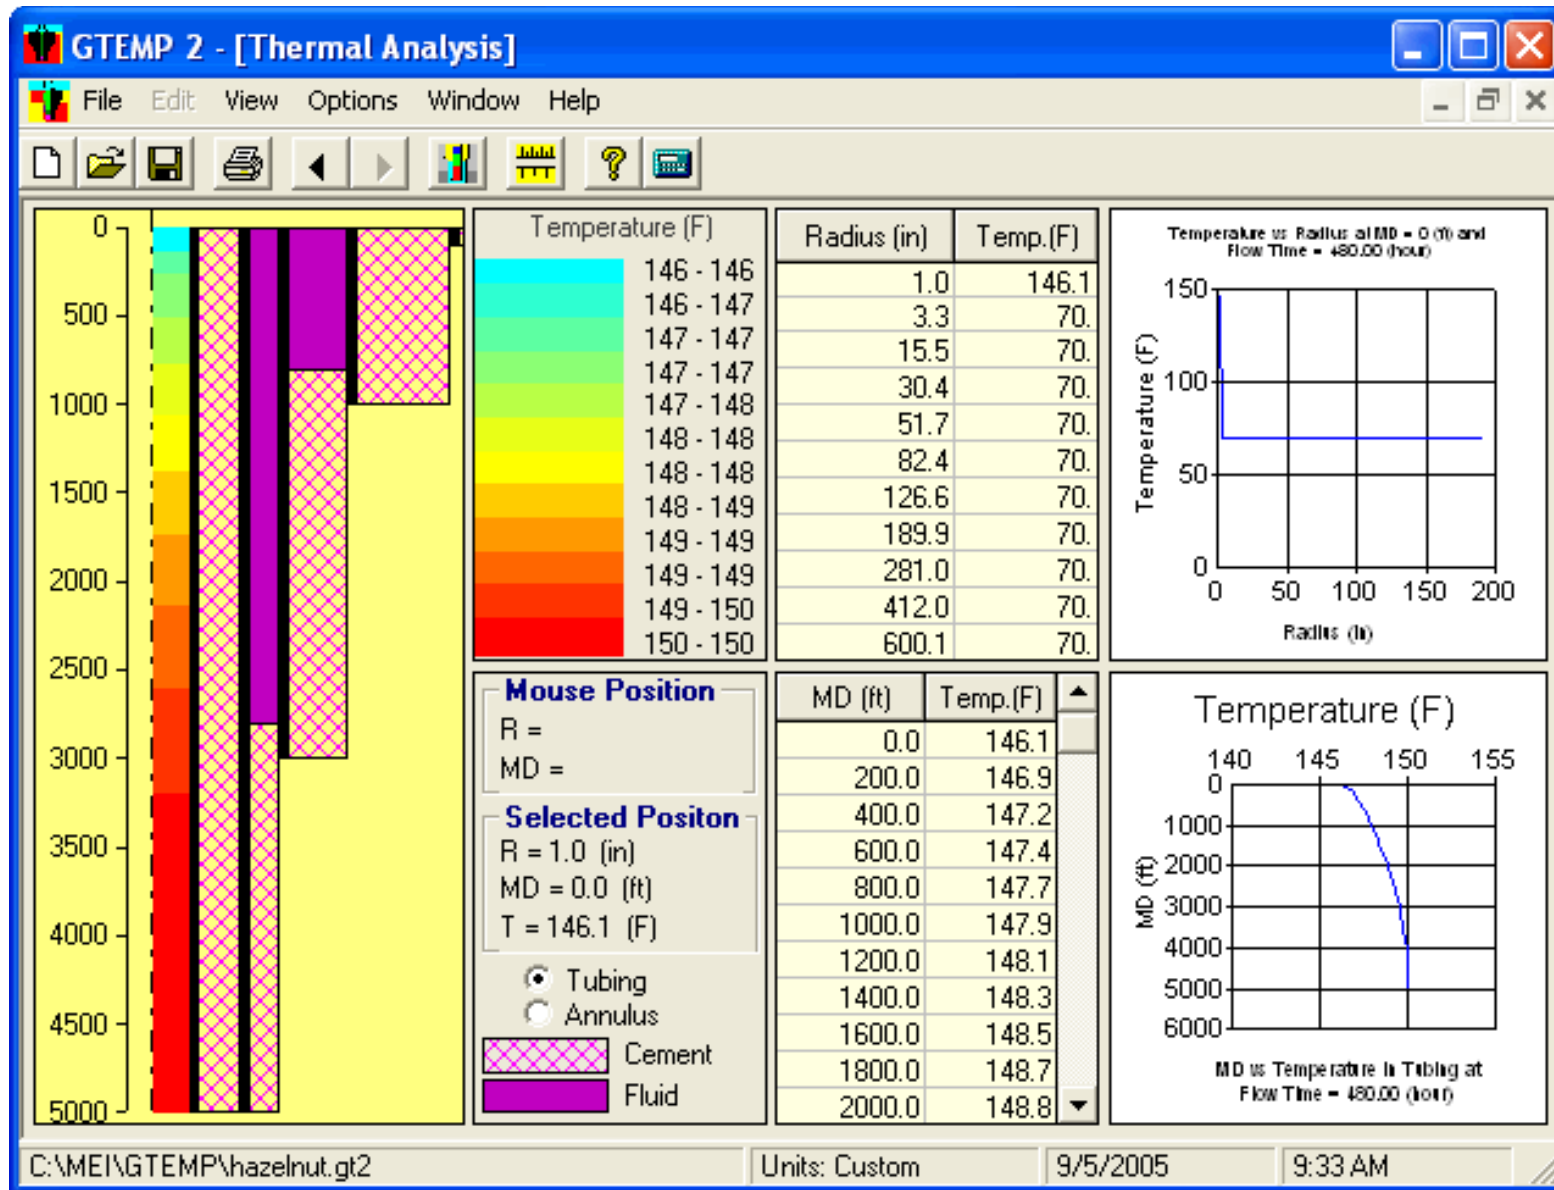 GTEMP 2 - [Thermal Analysis]
File Edit View Options Window Help
0
500
1000
1500
2000
2500
3000
3500
4000
4500
5000
Temperature (F)
146 - 146
146 - 147
147 - 147
147 - 147
147 - 148
148 - 148
148 - 148
148 - 149
149 - 149
149 - 149
149 - 150
150 - 150
Radius (in) Temp.(F)
1.0 146.1
3.3 70.
15.5 70.
30.4 70.
51.7 70.
82.4 70.
126.6 70.
189.9 70.
281.0 70.
412.0 70.
600.1 70.
Temperature vs Radius at MD = 0 (ft) and
Flow Time = 480.00 (hour)
Temperature (F)
150
100
50
0
0 50 100 150 200
Radius (in)
Mouse Position
R =
MD =
Selected Positon
R = 1.0 (in)
MD = 0.0 (ft)
T = 146.1 (F)
Tubing
Annulus
Cement
Fluid
MD (ft) Temp.(F)
0.0 146.1
200.0 146.9
400.0 147.2
600.0 147.4
800.0 147.7
1000.0 147.9
1200.0 148.1
1400.0 148.3
1600.0 148.5
1800.0 148.7
2000.0 148.8
Temperature (F)
140 145 150 155
MD (ft)
0
1000
2000
3000
4000
5000
6000
MD vs Temperature in Tubing at
Flow Time = 480.00 (hour)
C:\MEI\GTEMP\hazelnut.gt2 Units: Custom 9/5/2005 9:33 AM